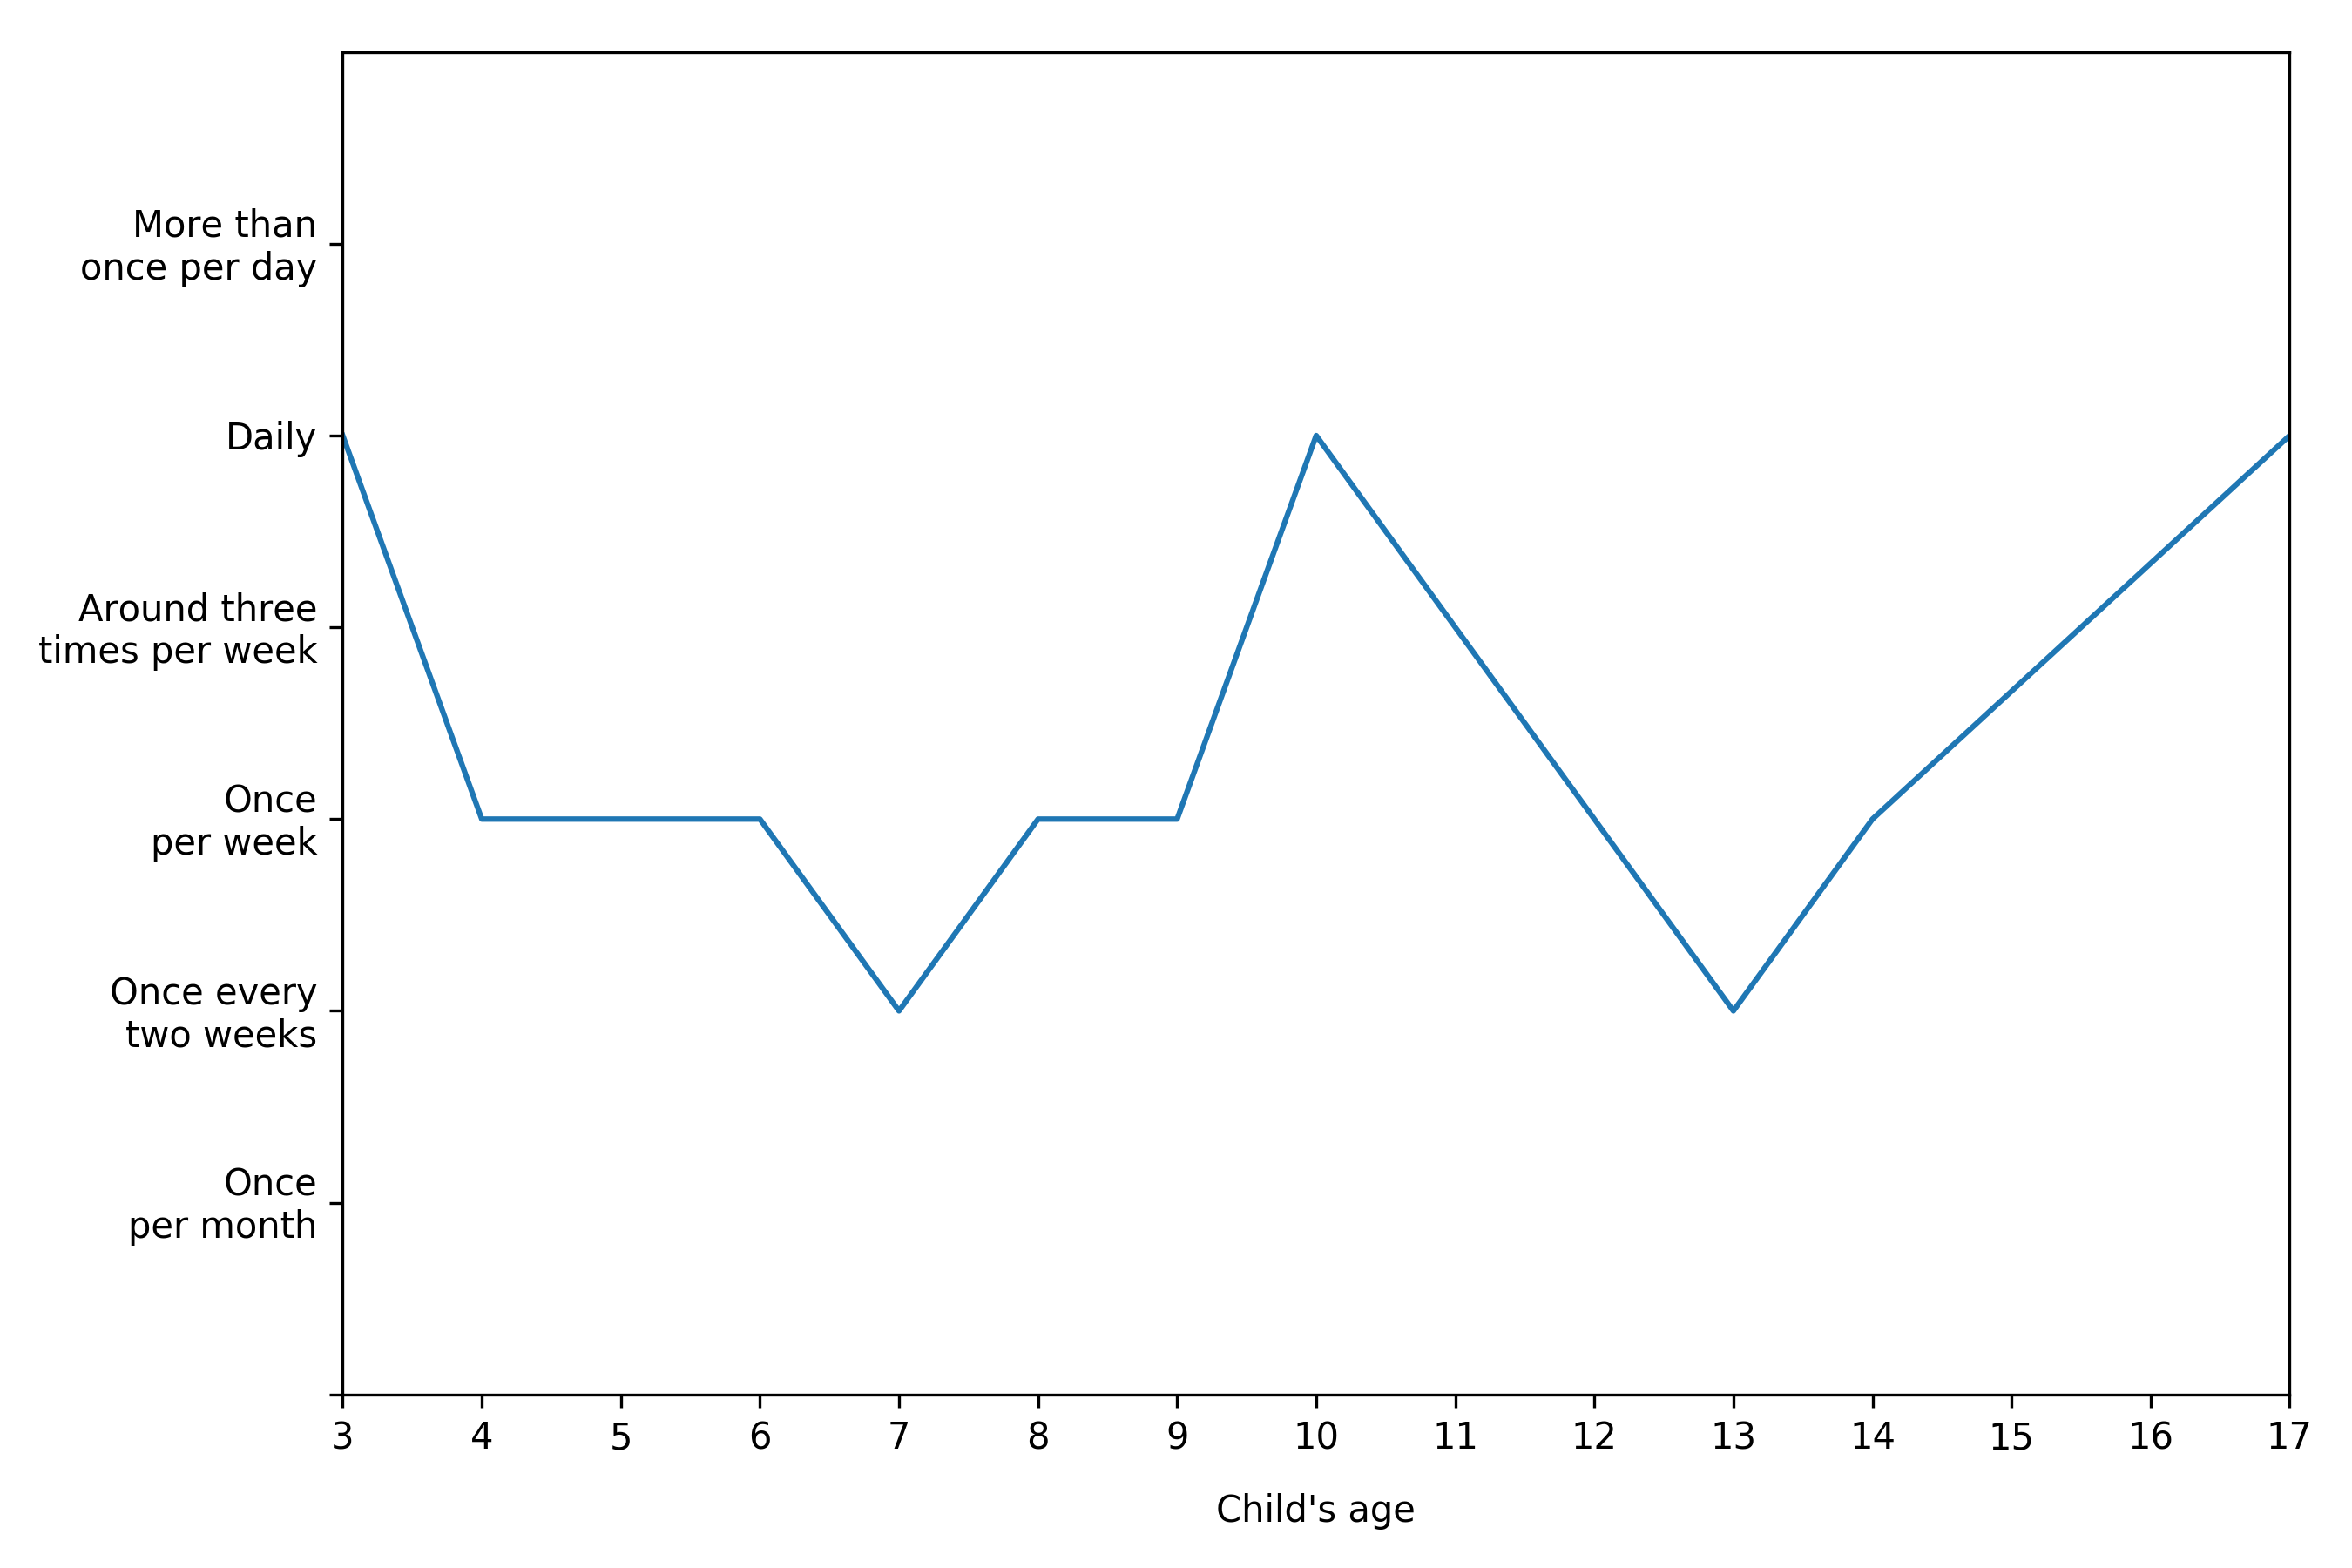 More than
once per day
Daily
Around three
times per week
Once
per week
Once every
two weeks
Once
per month
3 4 5 6 7 8 9 10 11 12 13 14 15 16 17
Child's age